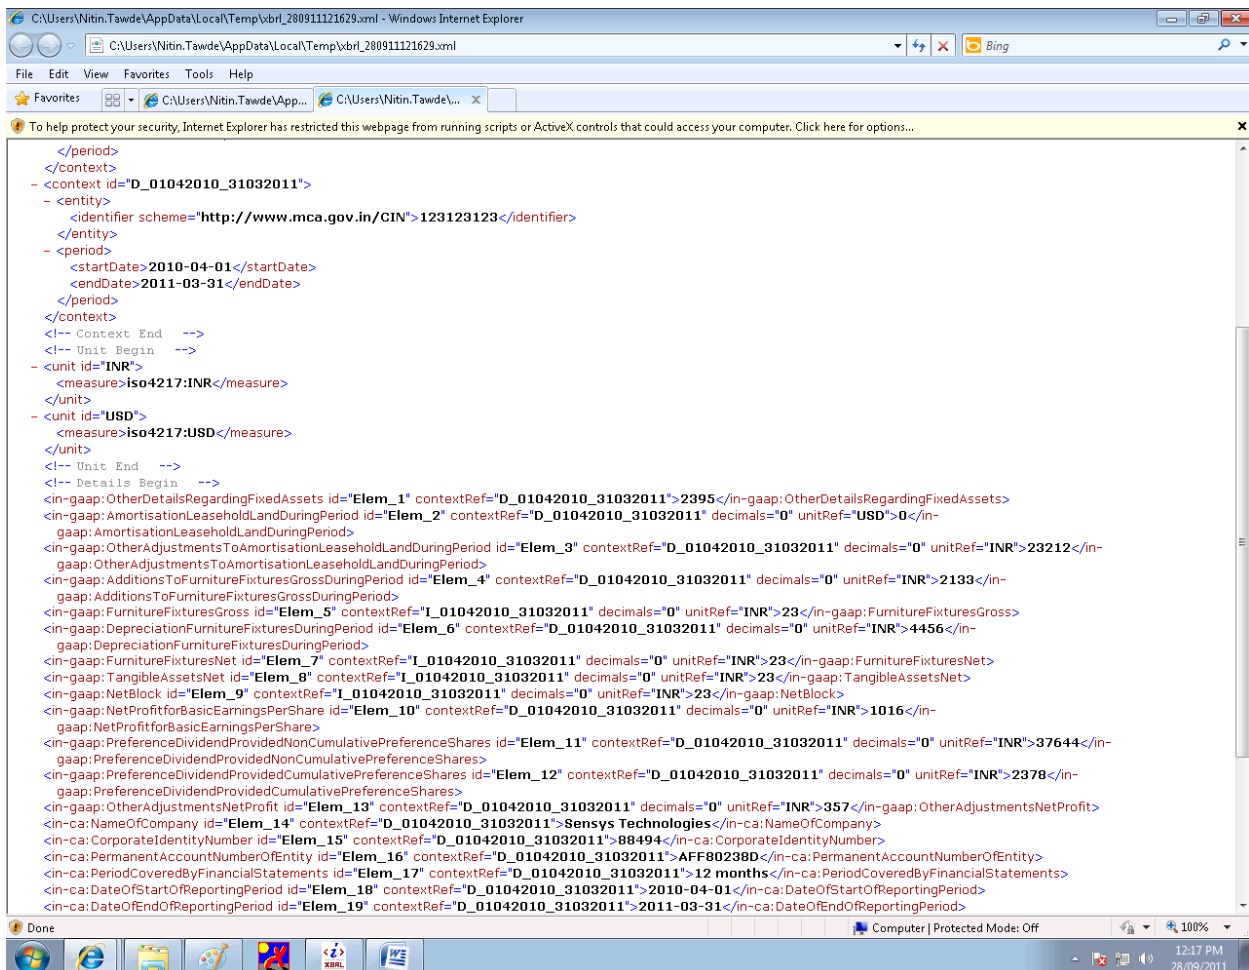 C:\Users\Nitin.Tawde\AppData\Local\Temp\xbrl_280911121629.xml - Windows Internet Explorer
C:\Users\Nitin.Tawde\AppData\Local\Temp\xbrl_280911121629.xml
Bing
File Edit View Favorites Tools Help
Favorites C:\Users\Nitin.Tawde\App... C:\Users\Nitin.Tawde\...
To help protect your security, Internet Explorer has restricted this webpage from running scripts or ActiveX controls that could access your computer. Click here for options...
</period>
</context>
- <context id="D_01042010_31032011">
- <entity>
<identifier scheme="http://www.mca.gov.in/CIN">123123123</identifier>
</entity>
- <period>
<startDate>2010-04-01</startDate>
<endDate>2011-03-31</endDate>
</period>
</context>
<!-- Context End -->
<!-- Unit Begin -->
- <unit id="INR">
<measure>iso4217:INR</measure>
</unit>
- <unit id="USD">
<measure>iso4217:USD</measure>
</unit>
<!-- Unit End -->
<!-- Details Begin -->
<in-gaap:OtherDetailsRegardingFixedAssets id="Elem_1" contextRef="D_01042010_31032011">2395</in-gaap:OtherDetailsRegardingFixedAssets>
<in-gaap:AmortisationLeaseholdLandDuringPeriod id="Elem_2" contextRef="D_01042010_31032011" decimals="0" unitRef="USD">0</in-
gaap:AmortisationLeaseholdLandDuringPeriod>
<in-gaap:OtherAdjustmentsToAmortisationLeaseholdLandDuringPeriod id="Elem_3" contextRef="D_01042010_31032011" decimals="0" unitRef="INR">23212</in-
gaap:OtherAdjustmentsToAmortisationLeaseholdLandDuringPeriod>
<in-gaap:AdditionsToFurnitureFixturesGrossDuringPeriod id="Elem_4" contextRef="D_01042010_31032011" decimals="0" unitRef="INR">2133</in-
gaap:AdditionsToFurnitureFixturesGrossDuringPeriod>
<in-gaap:FurnitureFixturesGross id="Elem_5" contextRef="I_01042010_31032011" decimals="0" unitRef="INR">23</in-gaap:FurnitureFixturesGross>
<in-gaap:DepreciationFurnitureFixturesDuringPeriod id="Elem_6" contextRef="D_01042010_31032011" decimals="0" unitRef="INR">4456</in-
gaap:DepreciationFurnitureFixturesDuringPeriod>
<in-gaap:FurnitureFixturesNet id="Elem_7" contextRef="I_01042010_31032011" decimals="0" unitRef="INR">23</in-gaap:FurnitureFixturesNet>
<in-gaap:TangibleAssetsNet id="Elem_8" contextRef="I_01042010_31032011" decimals="0" unitRef="INR">23</in-gaap:TangibleAssetsNet>
<in-gaap:NetBlock id="Elem_9" contextRef="I_01042010_31032011" decimals="0" unitRef="INR">23</in-gaap:NetBlock>
<in-gaap:NetProfitforBasicEarningsPerShare id="Elem_10" contextRef="D_01042010_31032011" decimals="0" unitRef="INR">1016</in-
gaap:NetProfitforBasicEarningsPerShare>
<in-gaap:PreferenceDividendProvidedNonCumulativePreferenceShares id="Elem_11" contextRef="D_01042010_31032011" decimals="0" unitRef="INR">37644</in-
gaap:PreferenceDividendProvidedNonCumulativePreferenceShares>
<in-gaap:PreferenceDividendProvidedCumulativePreferenceShares id="Elem_12" contextRef="D_01042010_31032011" decimals="0" unitRef="INR">2378</in-
gaap:PreferenceDividendProvidedCumulativePreferenceShares>
<in-gaap:OtherAdjustmentsNetProfit id="Elem_13" contextRef="D_01042010_31032011" decimals="0" unitRef="INR">357</in-gaap:OtherAdjustmentsNetProfit>
<in-ca:NameOfCompany id="Elem_14" contextRef="D_01042010_31032011">Sensys Technologies</in-ca:NameOfCompany>
<in-ca:CorporateIdentityNumber id="Elem_15" contextRef="D_01042010_31032011">88494</in-ca:CorporateIdentityNumber>
<in-ca:PermanentAccountNumberOfEntity id="Elem_16" contextRef="D_01042010_31032011">AFF80238D</in-ca:PermanentAccountNumberOfEntity>
<in-ca:PeriodCoveredByFinancialStatements id="Elem_17" contextRef="D_01042010_31032011">12 months</in-ca:PeriodCoveredByFinancialStatements>
<in-ca:DateOfStartOfReportingPeriod id="Elem_18" contextRef="D_01042010_31032011">2010-04-01</in-ca:DateOfStartOfReportingPeriod>
<in-ca:DateOfEndOfReportingPeriod id="Elem_19" contextRef="D_01042010_31032011">2011-03-31</in-ca:DateOfEndOfReportingPeriod>
Done
Computer | Protected Mode: Off
100%
XBRL
12:17 PM
28/09/2011